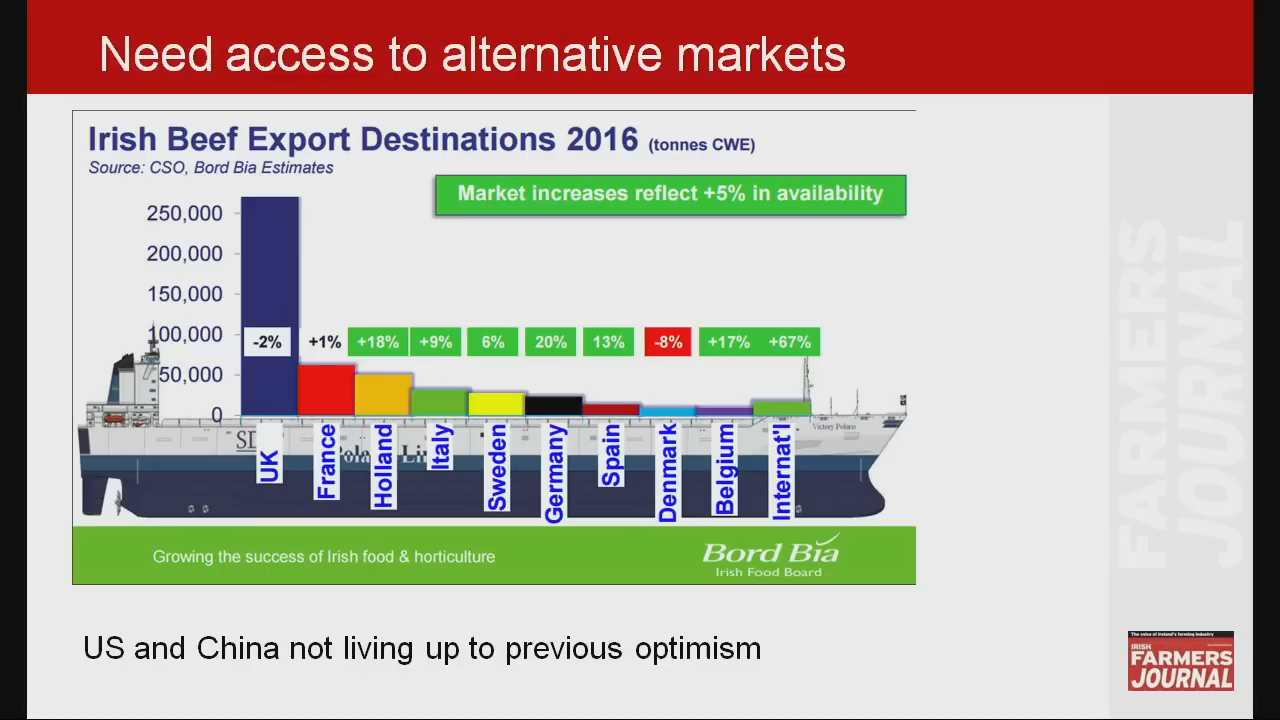 Need access to alternative markets
Irish Beef Export Destinations 2016 (tonnes CWE)
Source: CSO, Bord Bia Estimates
Market increases reflect +5% in availability
250,000
200,000
150,000
100,000
50,000
0
-2% +1% +18% +9% 6% 20% 13% -8% +17% +67%
Victory Polaro
UK
France
Holland
Italy
Sweden
Germany
Spain
Denmark
Belgium
Internat'l
Growing the success of Irish food & horticulture
Bord Bia
Irish Food Board
US and China not living up to previous optimism
FARMERS
JOURNAL
The voice of Ireland's farming industry
IRISH
FARMERS
JOURNAL